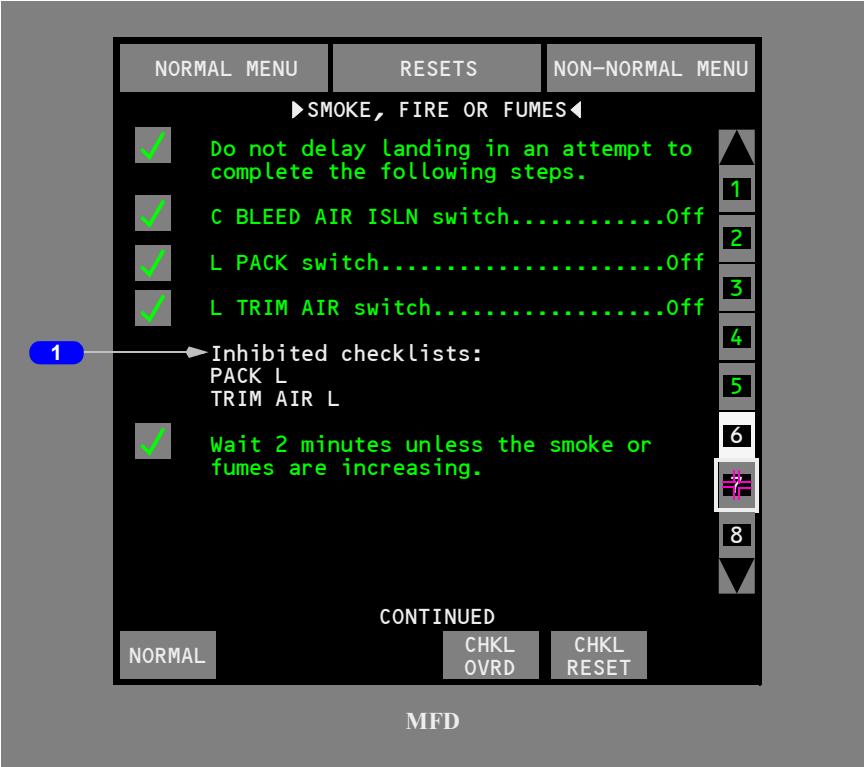 NORMAL MENU
RESETS
NON-NORMAL MENU
SMOKE, FIRE OR FUMES
Do not delay landing in an attempt to
complete the following steps.
C BLEED AIR ISLN switch............Off
L PACK switch......................Off
L TRIM AIR switch..................Off
1
Inhibited checklists:
PACK L
TRIM AIR L
Wait 2 minutes unless the smoke or
fumes are increasing.
1
2
3
4
5
6
7
8
CONTINUED
NORMAL
CHKL
OVRD
CHKL
RESET
MFD